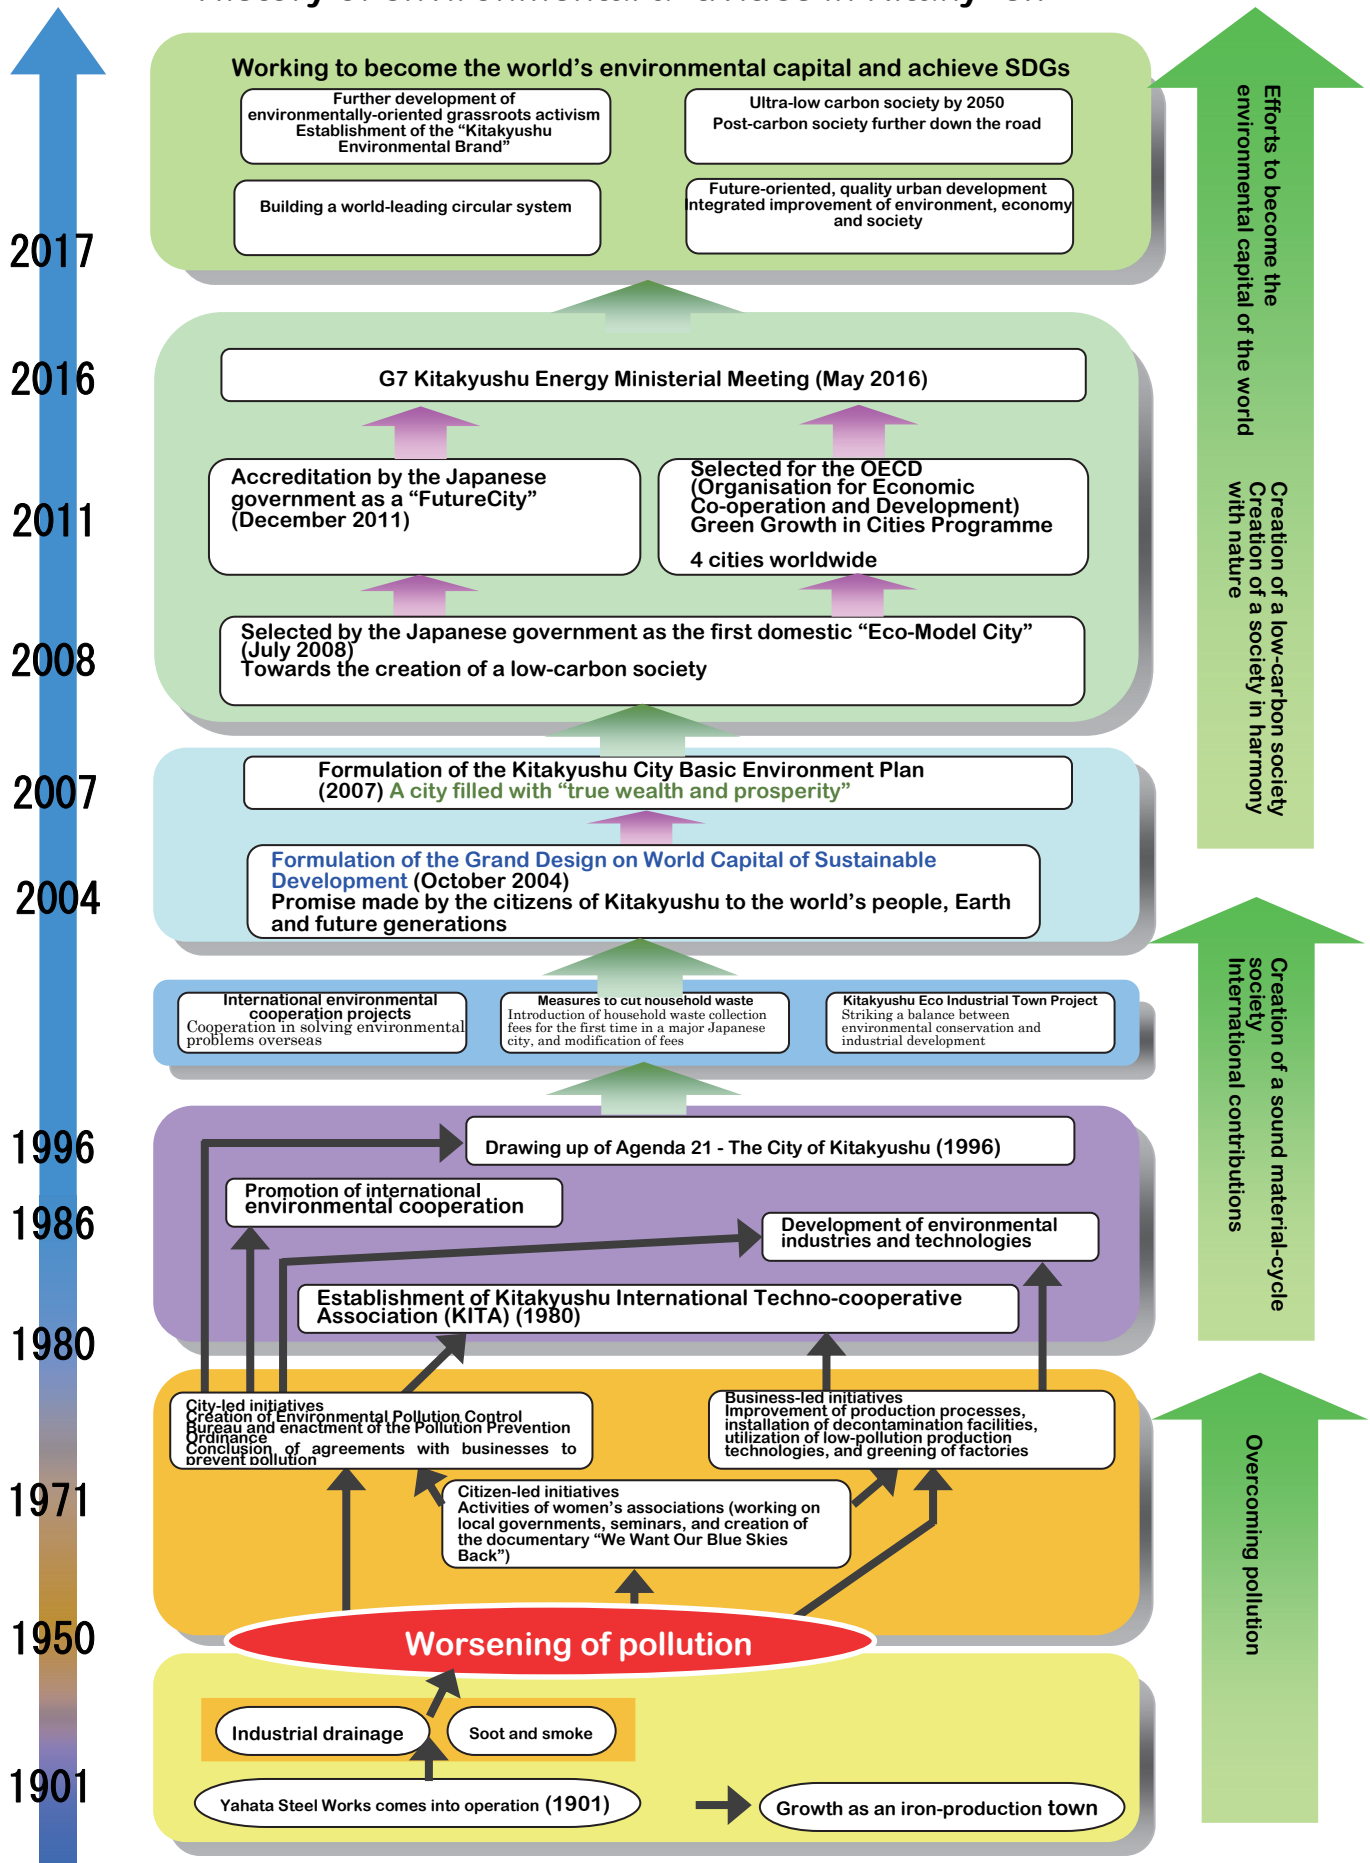 Working to become the world's environmental capital and achieve SDGs
Further development of
environmentally-oriented grassroots activism
Establishment of the “Kitakyushu
Environmental Brand”
Ultra-low carbon society by 2050
Post-carbon society further down the road
Building a world-leading circular system
Future-oriented, quality urban development
Integrated improvement of environment, economy
and society
2017
Efforts to become the
environmental capital of the world
2016
G7 Kitakyushu Energy Ministerial Meeting (May 2016)
2011
Accreditation by the Japanese
government as a “FutureCity”
(December 2011)
Selected for the OECD
(Organisation for Economic
Co-operation and Development)
Green Growth in Cities Programme
4 cities worldwide
Creation of a low-carbon society
Creation of a society in harmony
with nature
2008
Selected by the Japanese government as the first domestic “Eco-Model City”
(July 2008)
Towards the creation of a low-carbon society
2007
Formulation of the Kitakyushu City Basic Environment Plan
(2007) A city filled with “true wealth and prosperity”
2004
Formulation of the Grand Design on World Capital of Sustainable
Development (October 2004)
Promise made by the citizens of Kitakyushu to the world's people, Earth
and future generations
International environmental
cooperation projects
Cooperation in solving environmental
problems overseas
Measures to cut household waste
Introduction of household waste collection
fees for the first time in a major Japanese
city, and modification of fees
Kitakyushu Eco Industrial Town Project
Striking a balance between
environmental conservation and
industrial development
Creation of a sound material-cycle
society
International contributions
1996
Drawing up of Agenda 21 - The City of Kitakyushu (1996)
1986
Promotion of international
environmental cooperation
Development of environmental
industries and technologies
1980
Establishment of Kitakyushu International Techno-cooperative
Association (KITA) (1980)
City-led initiatives
Creation of Environmental Pollution Control
Bureau and enactment of the Pollution Prevention
Ordinance
Conclusion of agreements with businesses to
prevent pollution
Business-led initiatives
Improvement of production processes,
installation of decontamination facilities,
utilization of low-pollution production
technologies, and greening of factories
1971
Citizen-led initiatives
Activities of women's associations (working on
local governments, seminars, and creation of
the documentary “We Want Our Blue Skies
Back”)
Overcoming pollution
1950
Worsening of pollution
Industrial drainage
Soot and smoke
1901
Yahata Steel Works comes into operation (1901)
Growth as an iron-production town